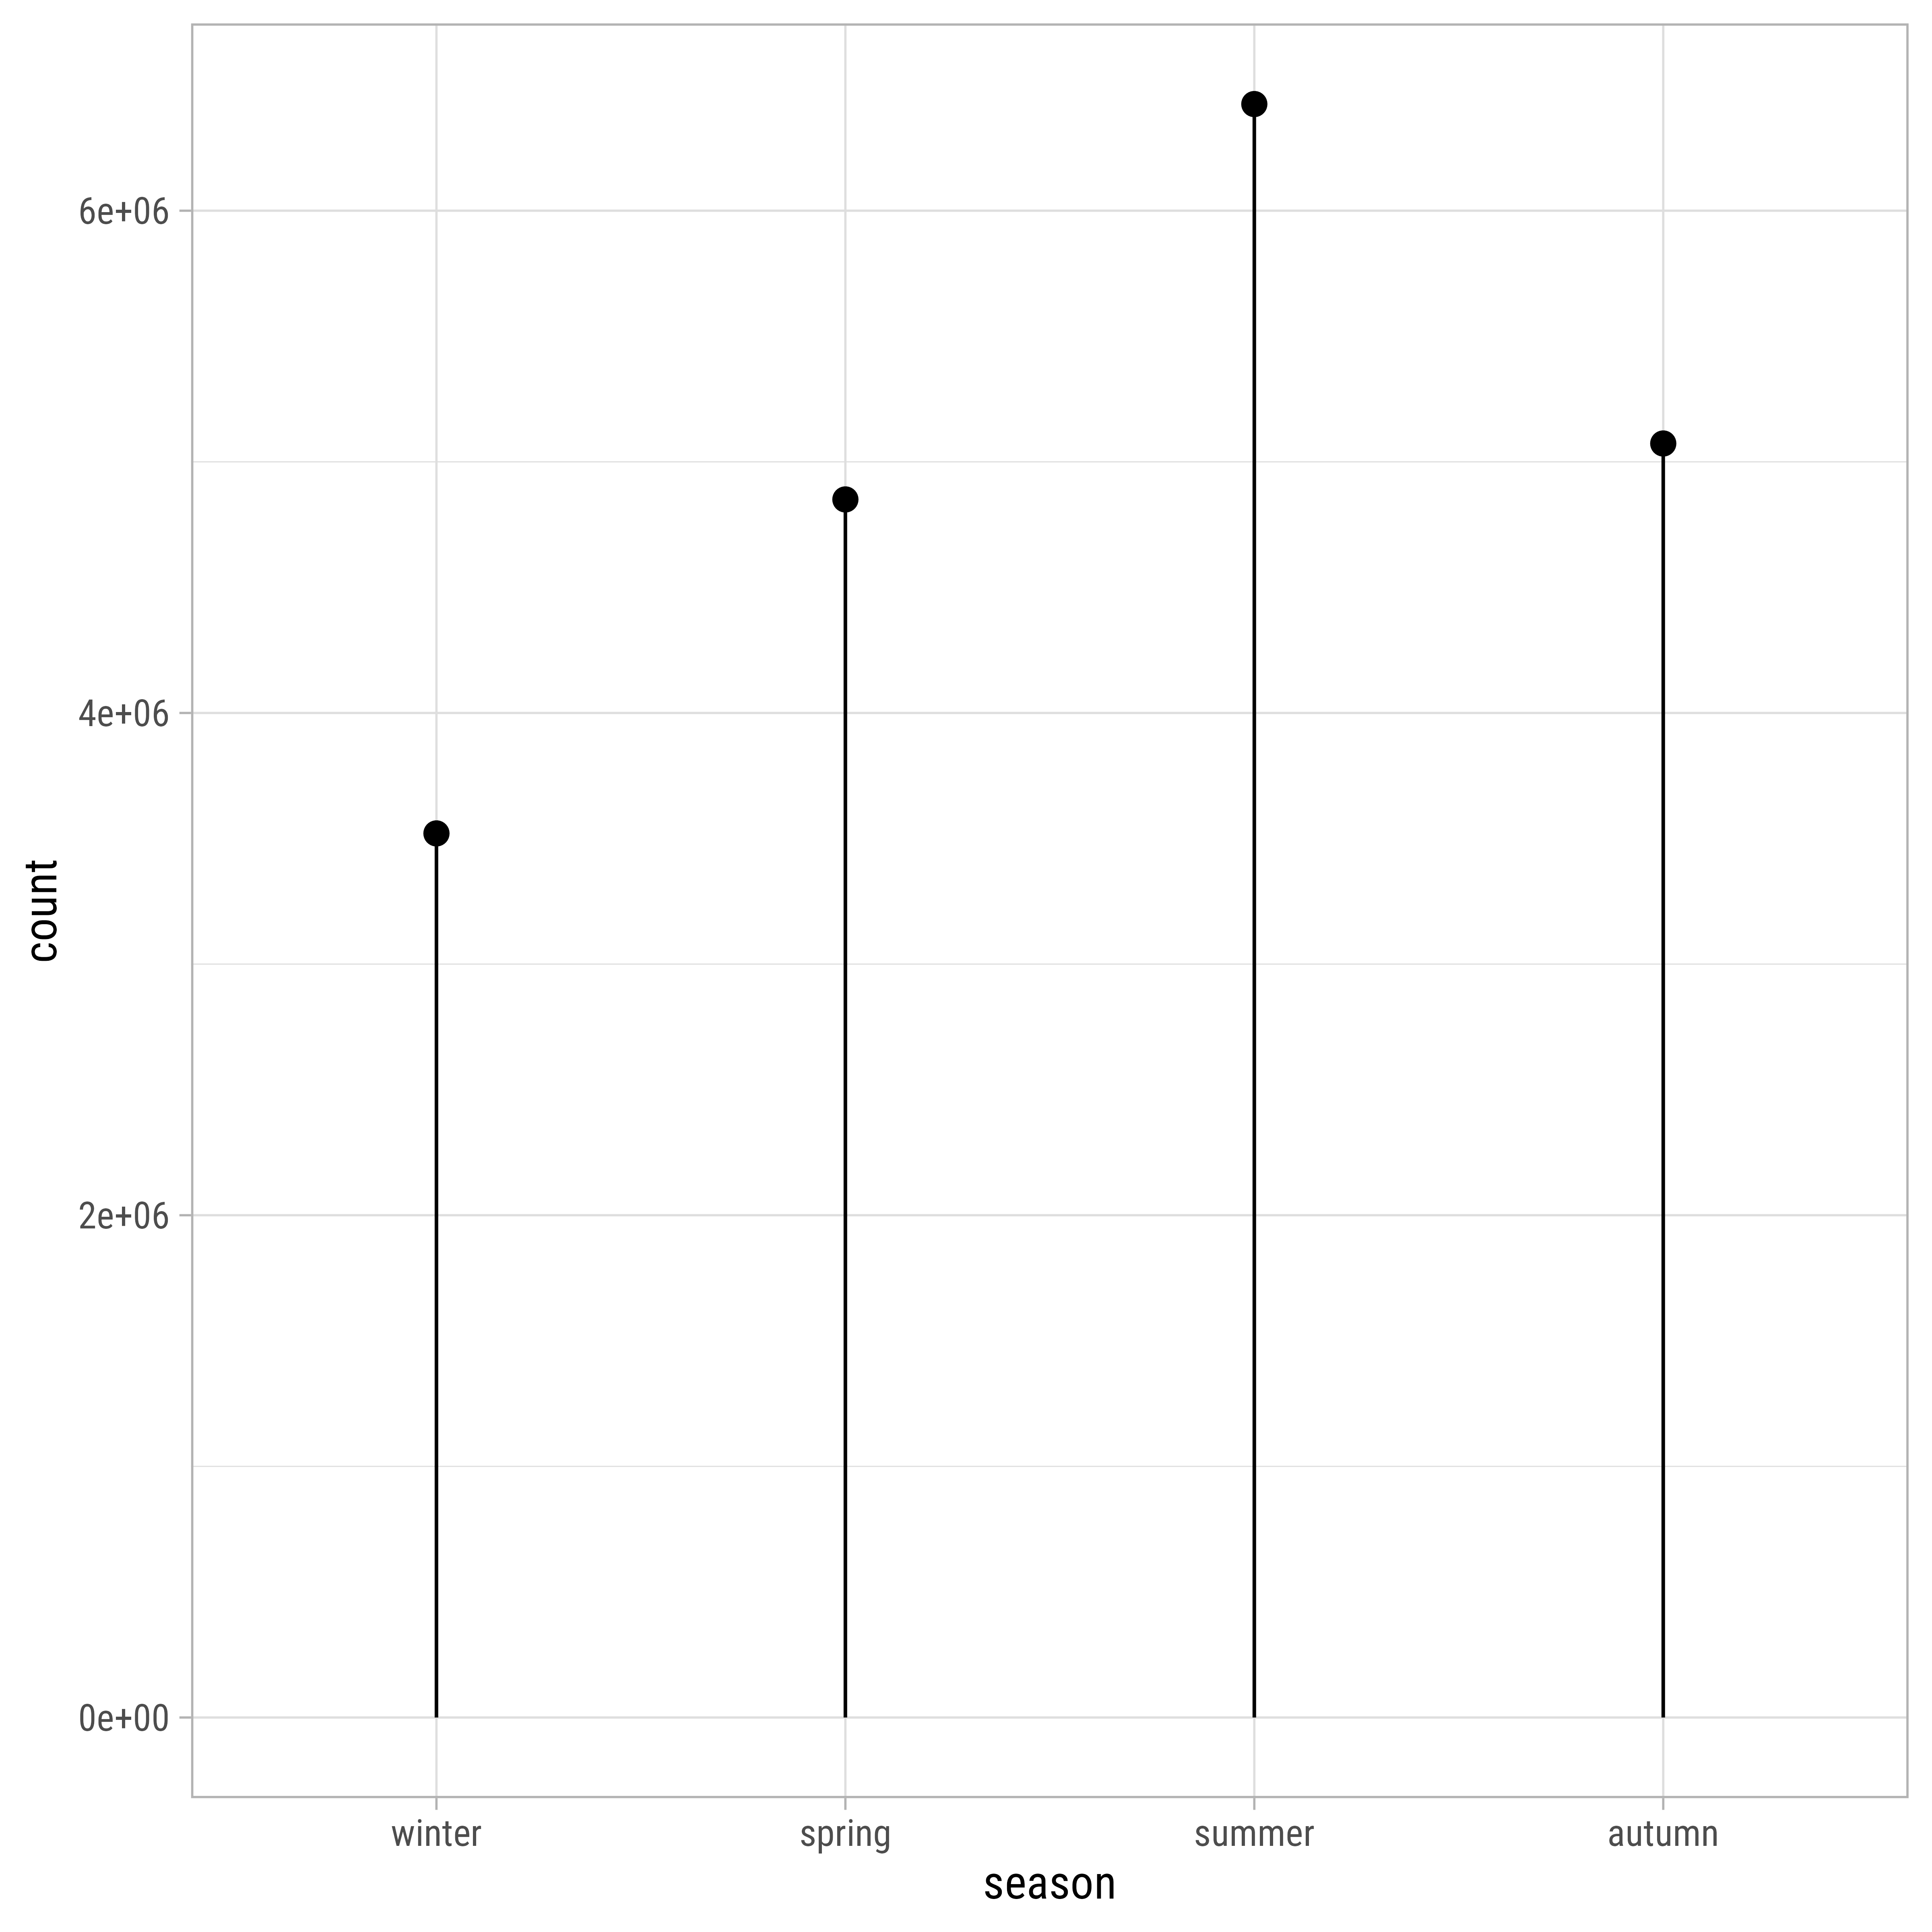 6e+06
4e+06
2e+06
0e+00
count
winter spring summer autumn
season